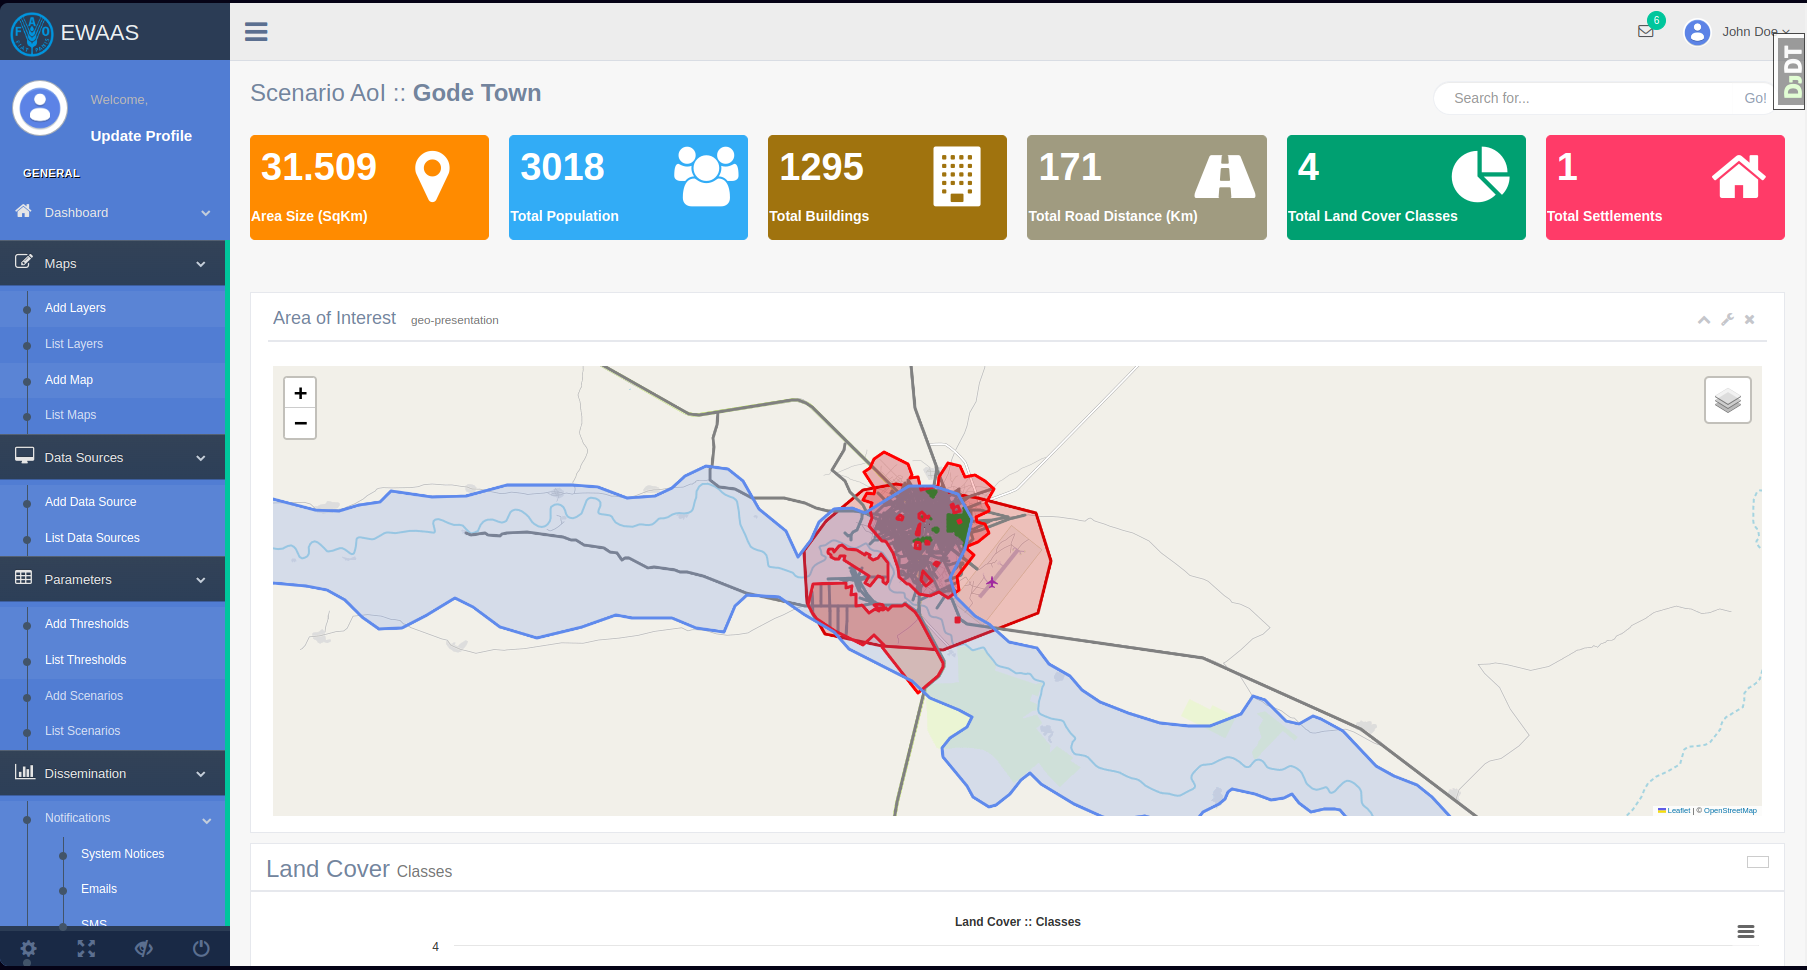 EWAAS
Welcome,
Update Profile
GENERAL
Dashboard
Maps
Add Layers
List Layers
Add Map
List Maps
Data Sources
Add Data Source
List Data Sources
Parameters
Add Thresholds
List Thresholds
Add Scenarios
List Scenarios
Dissemination
Notifications
System Notices
Emails
SMS
6
John Doe
DjDT
Scenario AoI :: Gode Town
Search for...
Go!
31.509
Area Size (SqKm)
3018
Total Population
1295
Total Buildings
171
Total Road Distance (Km)
4
Total Land Cover Classes
1
Total Settlements
Area of Interest geo-presentation
+
−
Leaflet | © OpenStreetMap
Land Cover Classes
Land Cover :: Classes
4